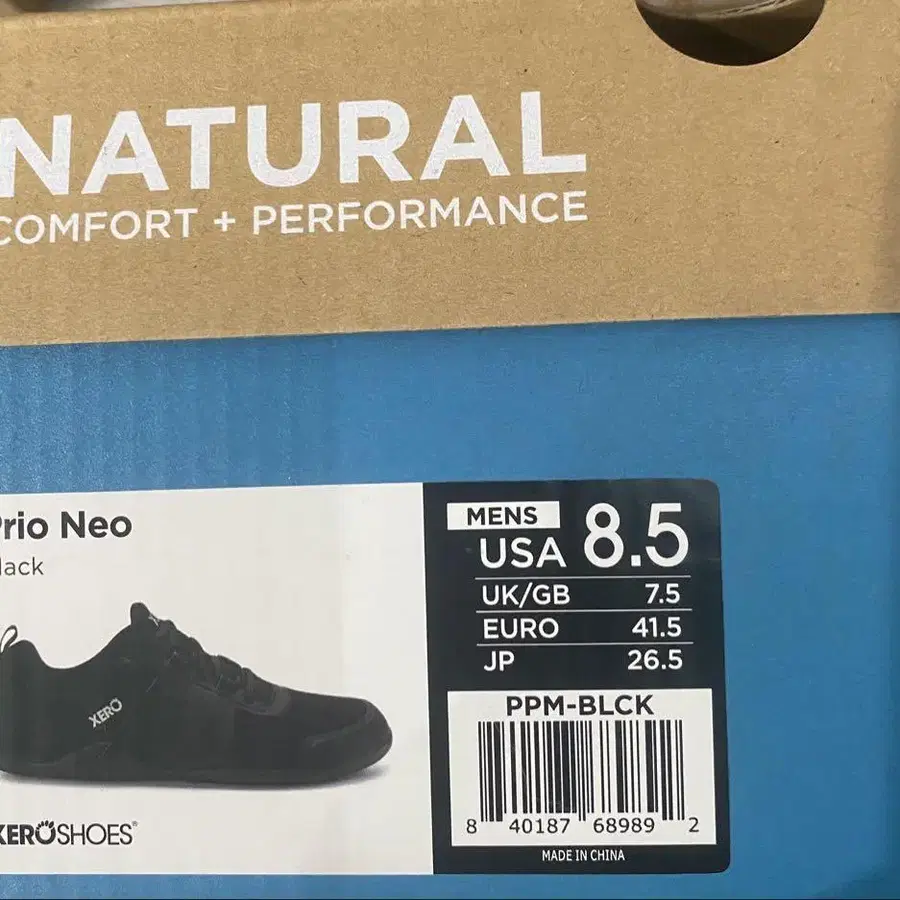 NATURAL
COMFORT + PERFORMANCE
Prio Neo
lack
XERO
XEROSHOES®
MENS
USA 8.5
UK/GB 7.5
EURO 41.5
JP 26.5
PPM-BLCK
8 40187 68989 2
MADE IN CHINA